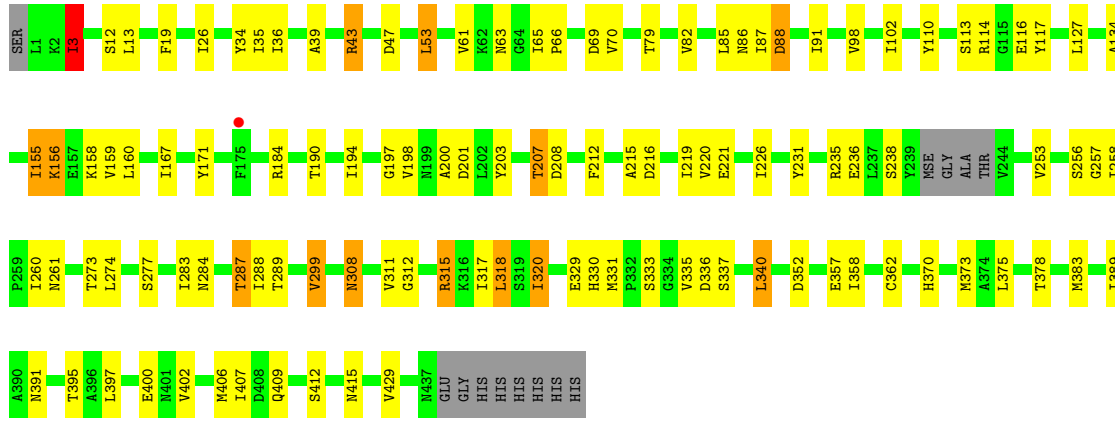 SER L1 K2 I3 S12 L13 F19 I26 Y34 I35 I36 A39 R43 D47 L53 V61 K62 N63 G64 I65 P66 D69 V70 T79 V82 L85 N86 I87 D88 I91 V98 I102 Y110 S113 R114 G115 E116 Y117 L127 A134
I155 K156 E157 K158 V159 L160 I167 Y171 F175 R184 T190 I194 G197 V198 N199 A200 D201 L202 Y203 T207 D208 F212 A215 D216 I219 V220 E221 I226 Y231 R235 E236 L237 S238 Y239 MSE GLY ALA THR V244 V253 S256 G257 I258
P259 I260 N261 T273 L274 S277 I283 N284 T287 I288 T289 V299 N308 V311 G312 R315 K316 I317 L318 S319 I320 E329 H330 M331 P332 S333 G334 V335 D336 S337 L340 D352 E357 I358 C362 H370 M373 A374 L375 T378 M383
A390 N391 T395 A396 L397 E400 N401 V402 M406 I407 D408 Q409 S412 N415 V429 N437 GLU GLY HIS HIS HIS HIS HIS HIS